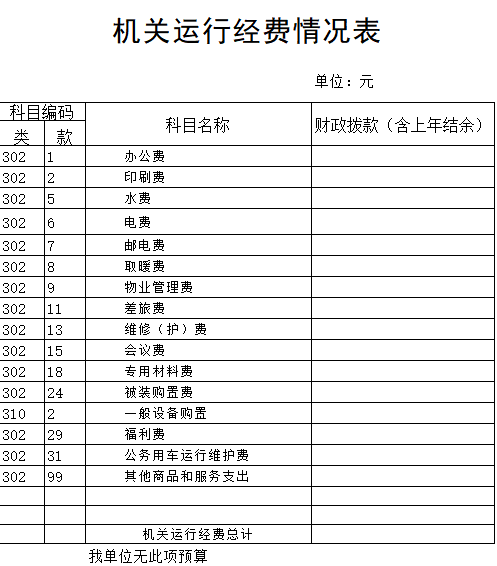 机关运行经费情况表
单位：元
科目编码 科目名称 财政拨款（含上年结余）
类 款
302 1 办公费
302 2 印刷费
302 5 水费
302 6 电费
302 7 邮电费
302 8 取暖费
302 9 物业管理费
302 11 差旅费
302 13 维修（护）费
302 15 会议费
302 18 专用材料费
302 24 被装购置费
310 2 一般设备购置
302 29 福利费
302 31 公务用车运行维护费
302 99 其他商品和服务支出
机关运行经费总计
我单位无此项预算